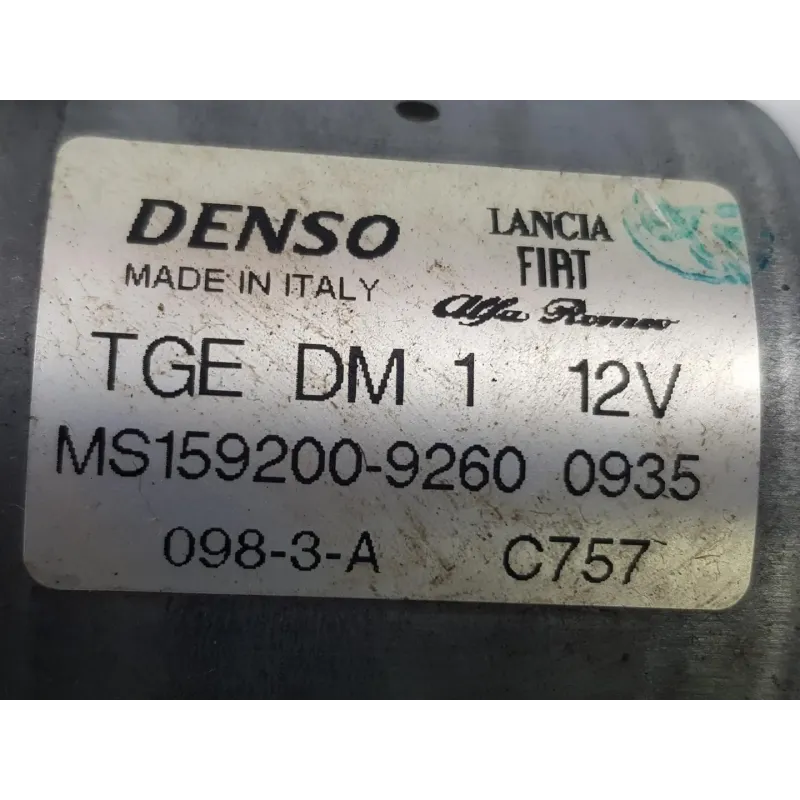 DENSO
MADE IN ITALY
LANCIA
FIAT
Alfa Romeo
TGE DM 1 12V
MS159200-9260 0935
098-3-A C757